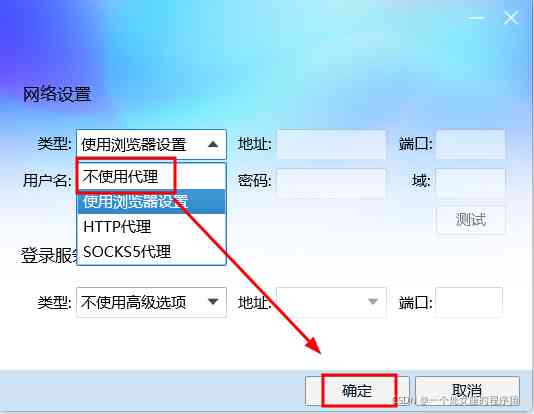 网络设置
类型: 使用浏览器设置 地址: 端口:
用户名: 不使用代理 密码: 域:
使用浏览器设置
测试
HTTP代理
SOCKS5代理
登录服务
类型: 不使用高级选项 地址: 端口:
确定 取消
CSDN @一个爱文雅的程序猿